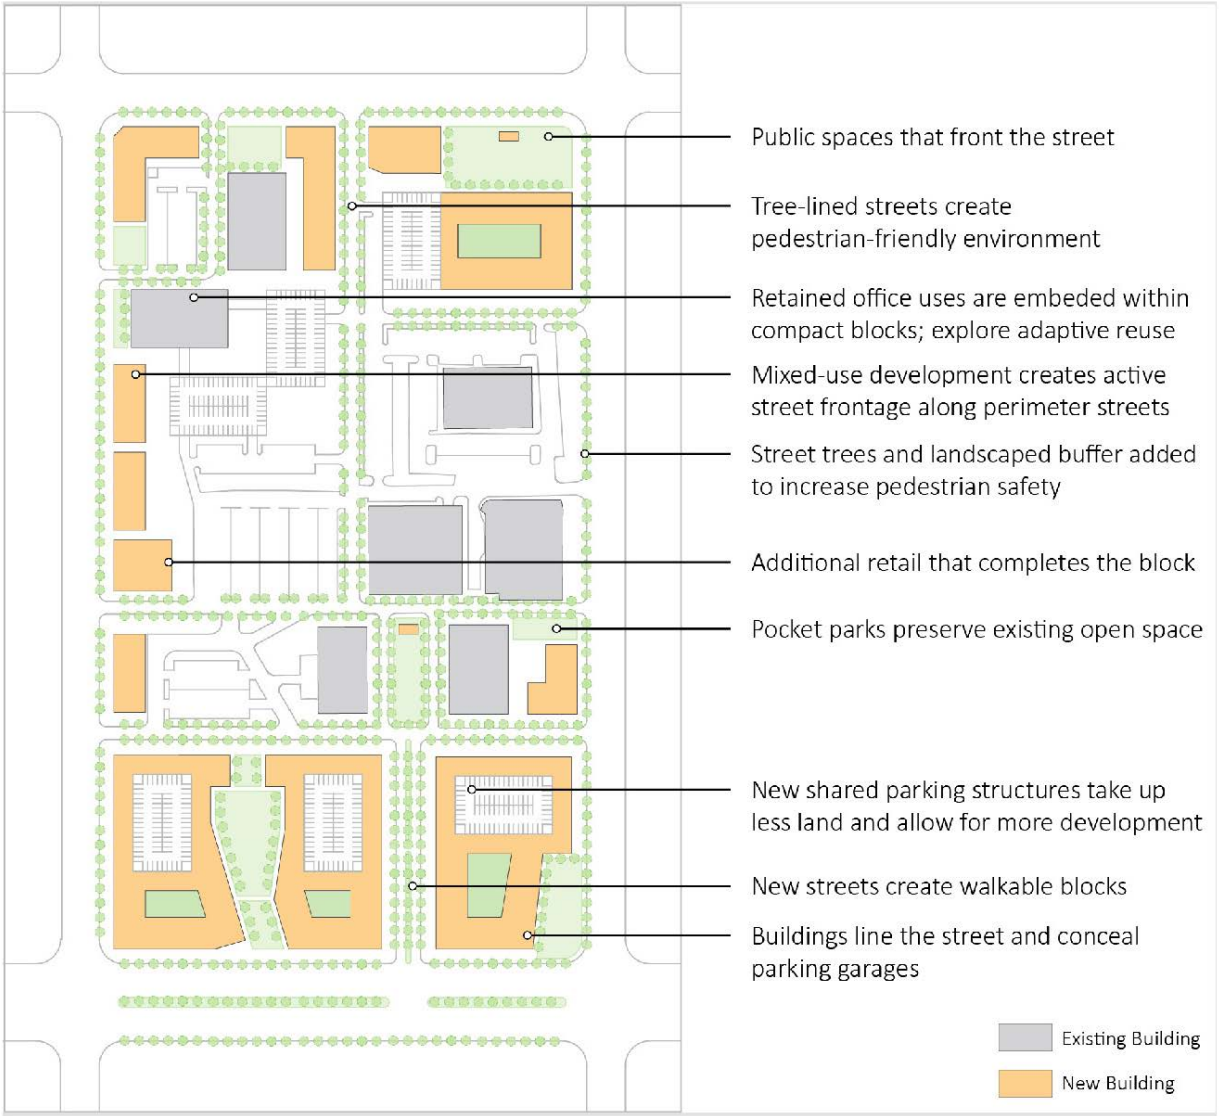 Public spaces that front the street
Tree-lined streets create
pedestrian-friendly environment
Retained office uses are embeded within
compact blocks; explore adaptive reuse
Mixed-use development creates active
street frontage along perimeter streets
Street trees and landscaped buffer added
to increase pedestrian safety
Additional retail that completes the block
Pocket parks preserve existing open space
New shared parking structures take up
less land and allow for more development
New streets create walkable blocks
Buildings line the street and conceal
parking garages
Existing Building
New Building